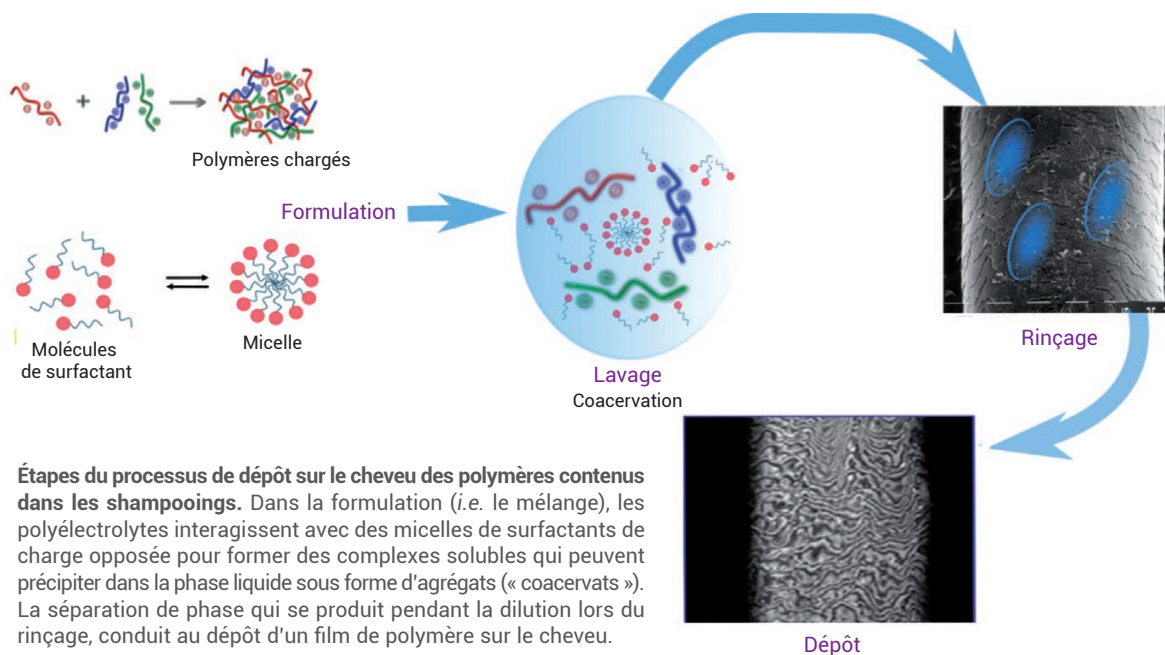 +
Polymères chargés
Formulation
Molécules
de surfactant
Micelle
Lavage
Coacervation
Rinçage
Dépôt
Étapes du processus de dépôt sur le cheveu des polymères contenus
dans les shampooings. Dans la formulation (i.e. le mélange), les
polyélectrolytes interagissent avec des micelles de surfactants de
charge opposée pour former des complexes solubles qui peuvent
précipiter dans la phase liquide sous forme d'agrégats (« coacervats »).
La séparation de phase qui se produit pendant la dilution lors du
rinçage, conduit au dépôt d'un film de polymère sur le cheveu.